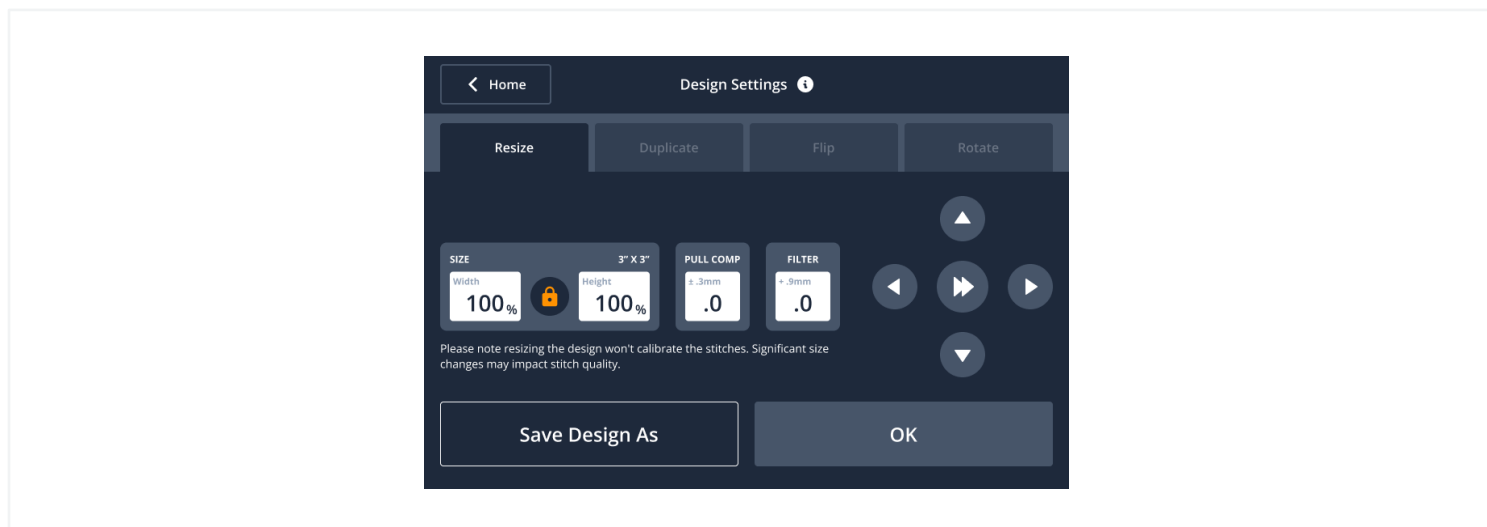 Home
Design Settings
Resize
Duplicate
Flip
Rotate
SIZE 3" X 3"
Width
100%
Height
100%
PULL COMP
± .3mm
.0
FILTER
+ .9mm
.0
Please note resizing the design won't calibrate the stitches. Significant size
changes may impact stitch quality.
Save Design As
OK